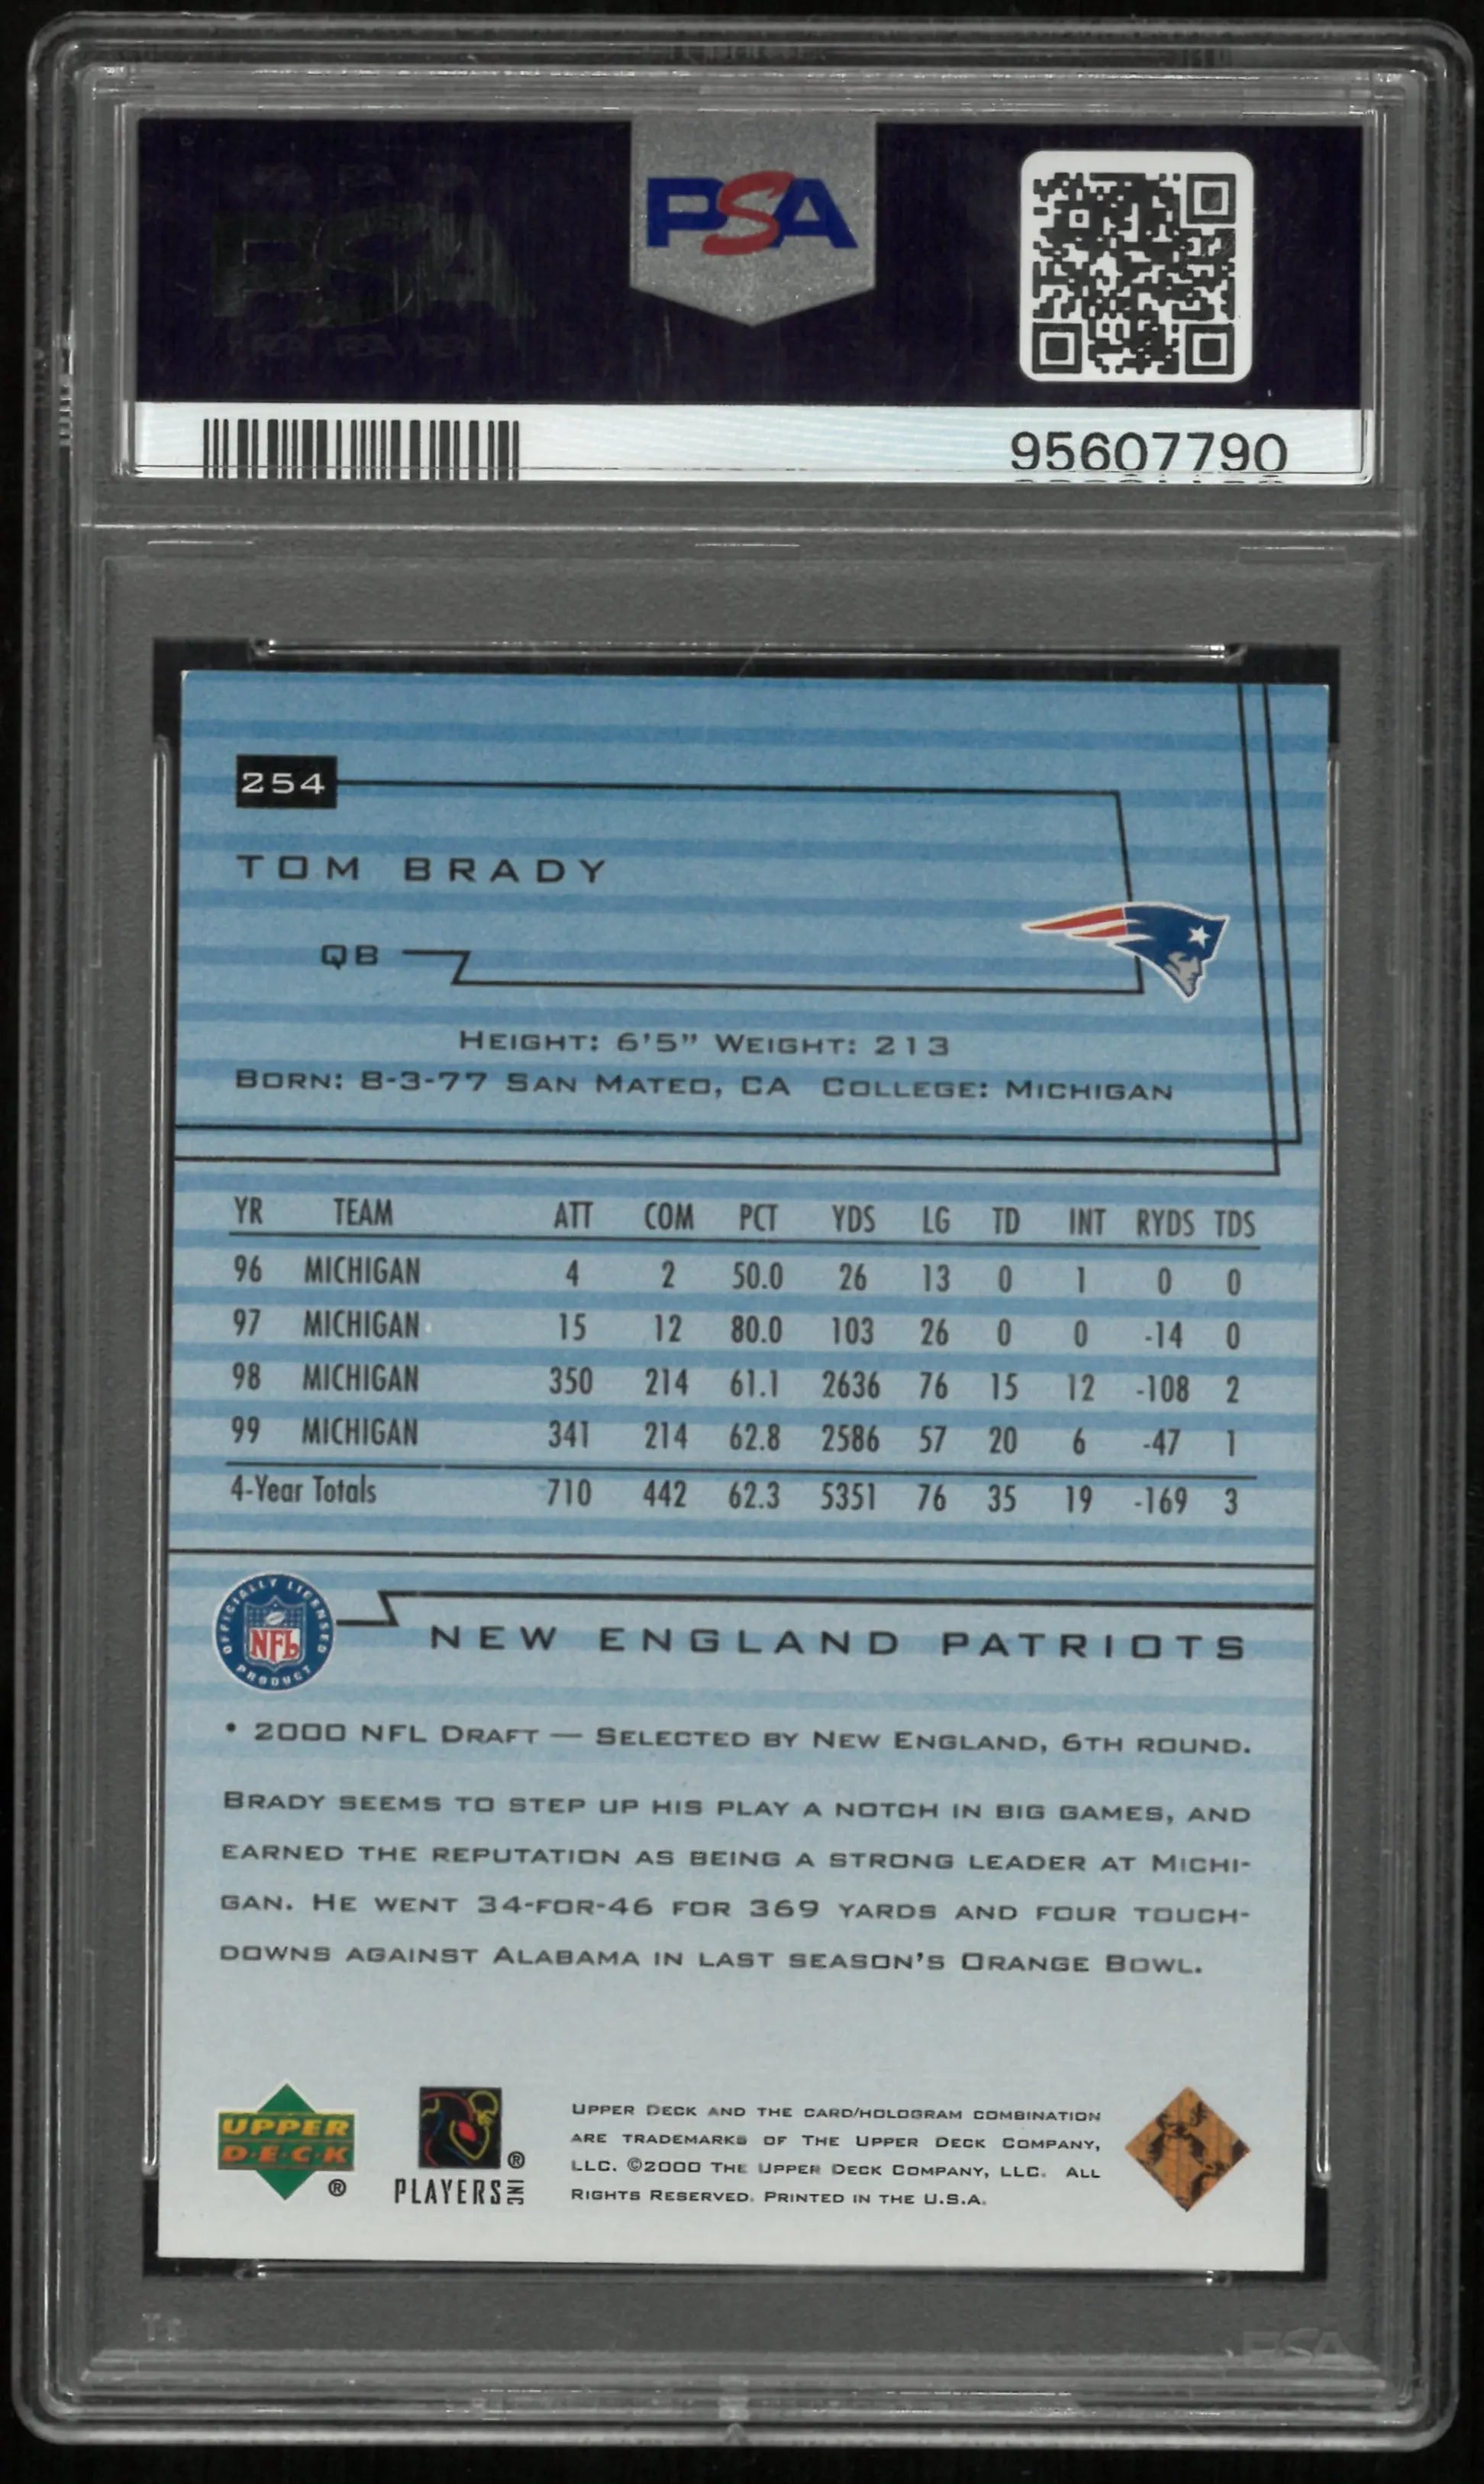 PSA
95607790
254
TOM BRADY
QB
HEIGHT: 6'5" WEIGHT: 213
BORN: 8-3-77 SAN MATEO, CA COLLEGE: MICHIGAN
YR TEAM ATT COM PCT YDS LG TD INT RYDS TDS
96 MICHIGAN 4 2 50.0 26 13 0 1 0 0
97 MICHIGAN 15 12 80.0 103 26 0 0 -14 0
98 MICHIGAN 350 214 61.1 2636 76 15 12 -108 2
99 MICHIGAN 341 214 62.8 2586 57 20 6 -47 1
4-Year Totals 710 442 62.3 5351 76 35 19 -169 3
OFFICIALLY LICENSED
NFL
PRODUCT
NEW ENGLAND PATRIOTS
• 2000 NFL DRAFT — SELECTED BY NEW ENGLAND, 6TH ROUND.
BRADY SEEMS TO STEP UP HIS PLAY A NOTCH IN BIG GAMES, AND
EARNED THE REPUTATION AS BEING A STRONG LEADER AT MICHI-
GAN. HE WENT 34-FOR-46 FOR 369 YARDS AND FOUR TOUCH-
DOWNS AGAINST ALABAMA IN LAST SEASON'S ORANGE BOWL.
UPPER
DECK
®
®
PLAYERS INC
UPPER DECK AND THE CARD/HOLOGRAM COMBINATION
ARE TRADEMARKS OF THE UPPER DECK COMPANY,
LLC. ©2000 THE UPPER DECK COMPANY, LLC. ALL
RIGHTS RESERVED. PRINTED IN THE U.S.A.
PSA